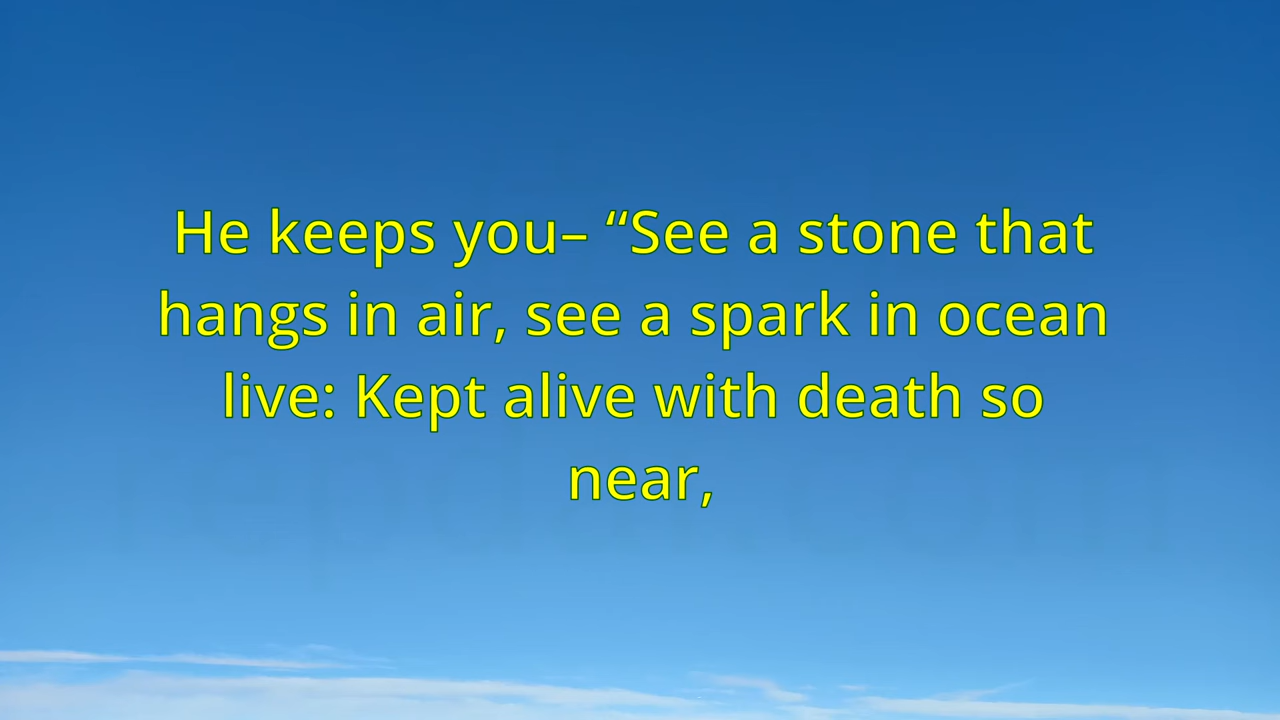 He keeps you– “See a stone that
hangs in air, see a spark in ocean
live: Kept alive with death so
near,